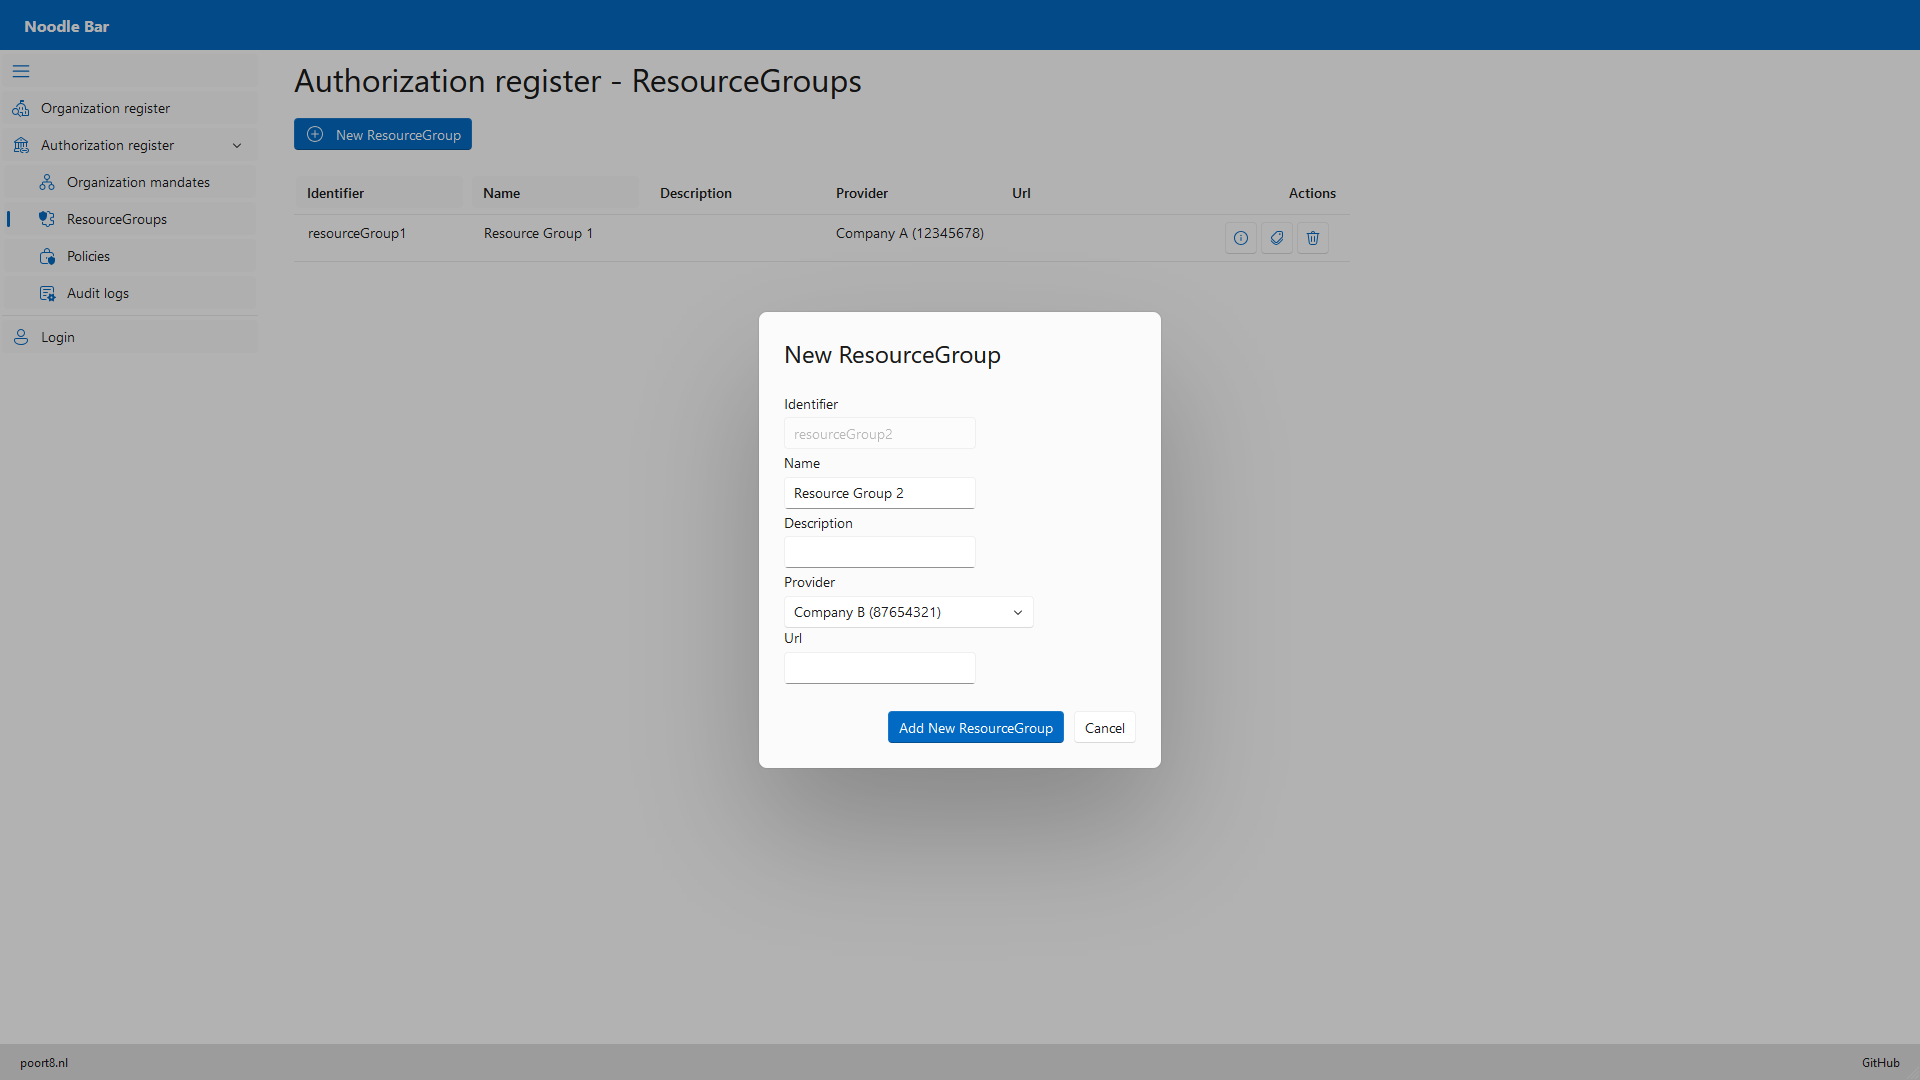 Noodle Bar
Organization register
Authorization register
Organization mandates
ResourceGroups
Policies
Audit logs
Login
Authorization register - ResourceGroups
New ResourceGroup
Identifier Name Description Provider Url Actions
resourceGroup1 Resource Group 1 Company A (12345678)
New ResourceGroup
Identifier
resourceGroup2
Name
Resource Group 2
Description
Provider
Company B (87654321)
Url
Add New ResourceGroup Cancel
poort8.nl GitHub